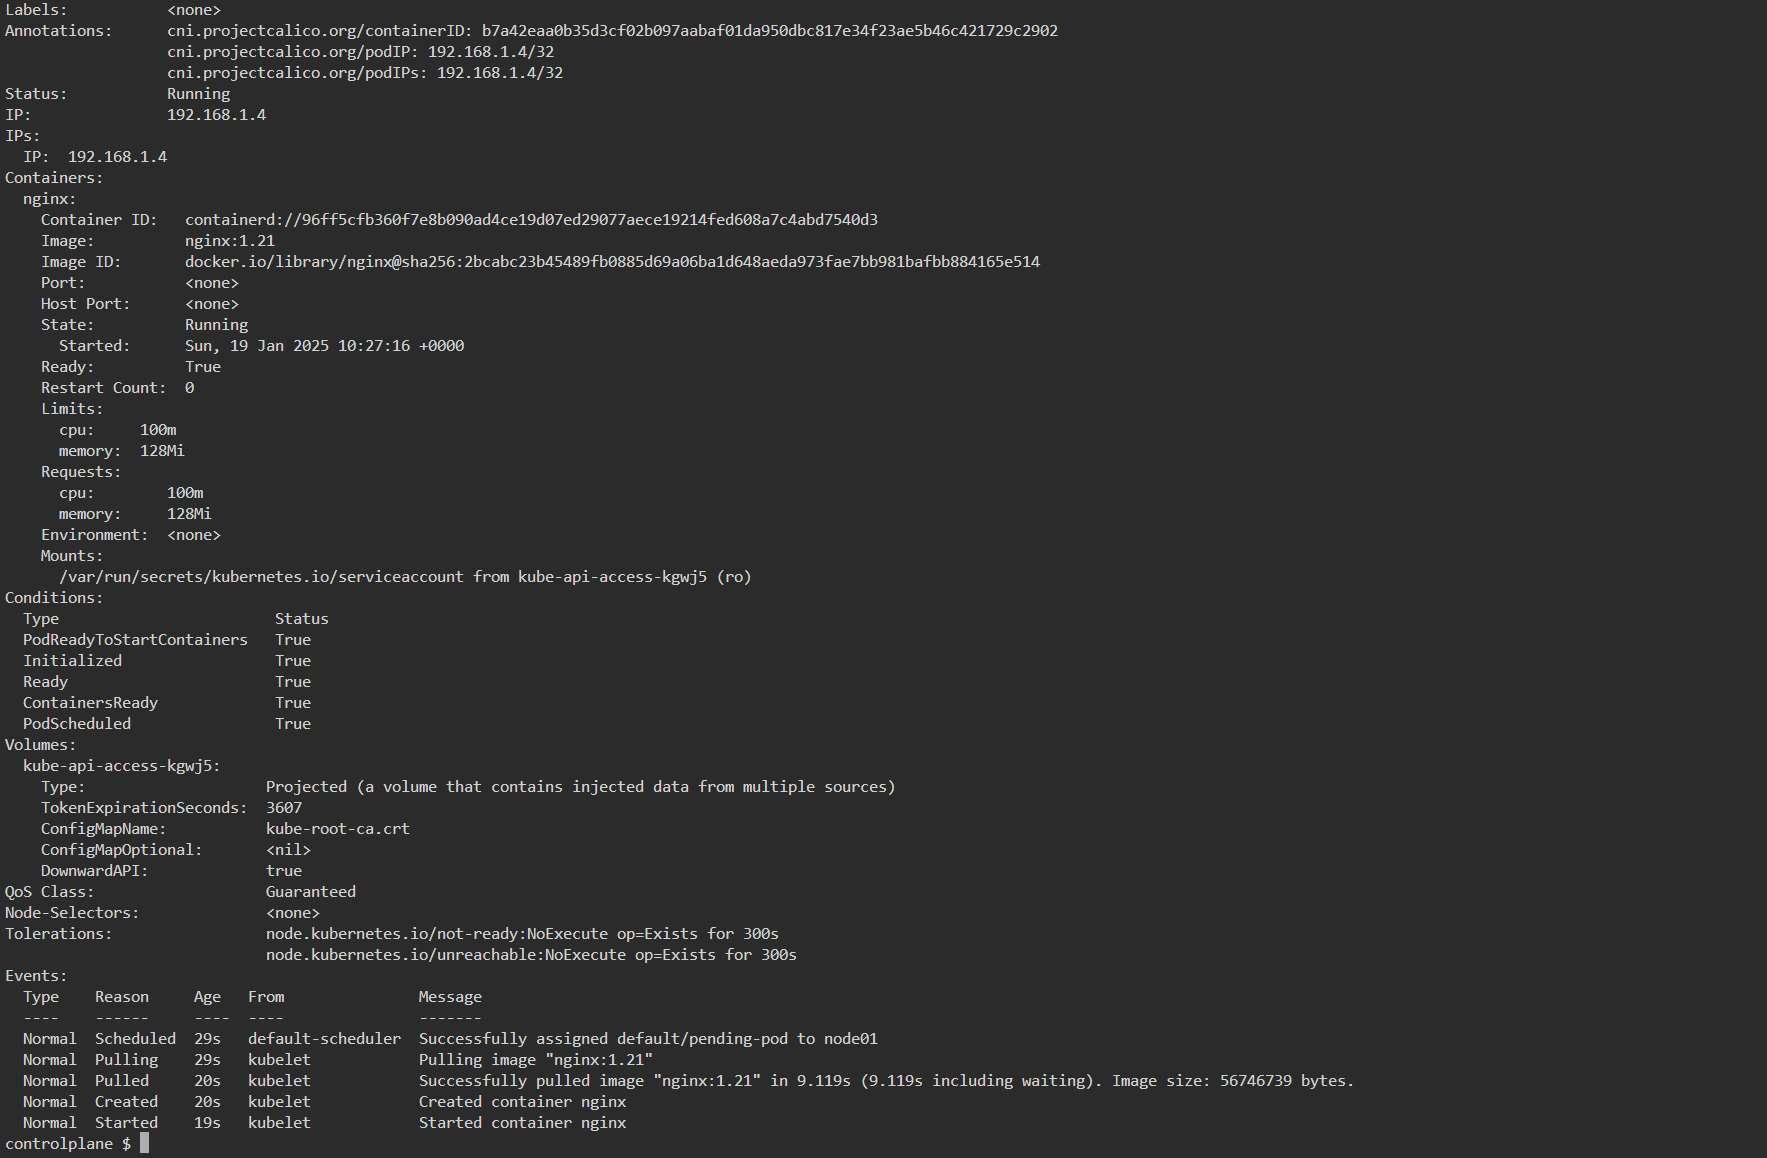 Labels:           <none>
Annotations:      cni.projectcalico.org/containerID: b7a42eaa0b35d3cf02b097aabaf01da950dbc817e34f23ae5b46c421729c2902
                  cni.projectcalico.org/podIP: 192.168.1.4/32
                  cni.projectcalico.org/podIPs: 192.168.1.4/32
Status:           Running
IP:               192.168.1.4
IPs:
  IP:  192.168.1.4
Containers:
  nginx:
    Container ID:   containerd://96ff5cfb360f7e8b090ad4ce19d07ed29077aece19214fed608a7c4abd7540d3
    Image:          nginx:1.21
    Image ID:       docker.io/library/nginx@sha256:2bcabc23b45489fb0885d69a06ba1d648aeda973fae7bb981bafbb884165e514
    Port:           <none>
    Host Port:      <none>
    State:          Running
      Started:      Sun, 19 Jan 2025 10:27:16 +0000
    Ready:          True
    Restart Count:  0
    Limits:
      cpu:     100m
      memory:  128Mi
    Requests:
      cpu:        100m
      memory:     128Mi
    Environment:  <none>
    Mounts:
      /var/run/secrets/kubernetes.io/serviceaccount from kube-api-access-kgwj5 (ro)
Conditions:
  Type                        Status
  PodReadyToStartContainers   True
  Initialized                 True
  Ready                       True
  ContainersReady             True
  PodScheduled                True
Volumes:
  kube-api-access-kgwj5:
    Type:                    Projected (a volume that contains injected data from multiple sources)
    TokenExpirationSeconds:  3607
    ConfigMapName:           kube-root-ca.crt
    ConfigMapOptional:       <nil>
    DownwardAPI:             true
QoS Class:                   Guaranteed
Node-Selectors:              <none>
Tolerations:                 node.kubernetes.io/not-ready:NoExecute op=Exists for 300s
                             node.kubernetes.io/unreachable:NoExecute op=Exists for 300s
Events:
  Type    Reason     Age   From               Message
  ----    ------     ----  ----               -------
  Normal  Scheduled  29s   default-scheduler  Successfully assigned default/pending-pod to node01
  Normal  Pulling    29s   kubelet            Pulling image "nginx:1.21"
  Normal  Pulled     20s   kubelet            Successfully pulled image "nginx:1.21" in 9.119s (9.119s including waiting). Image size: 56746739 bytes.
  Normal  Created    20s   kubelet            Created container nginx
  Normal  Started    19s   kubelet            Started container nginx
controlplane $